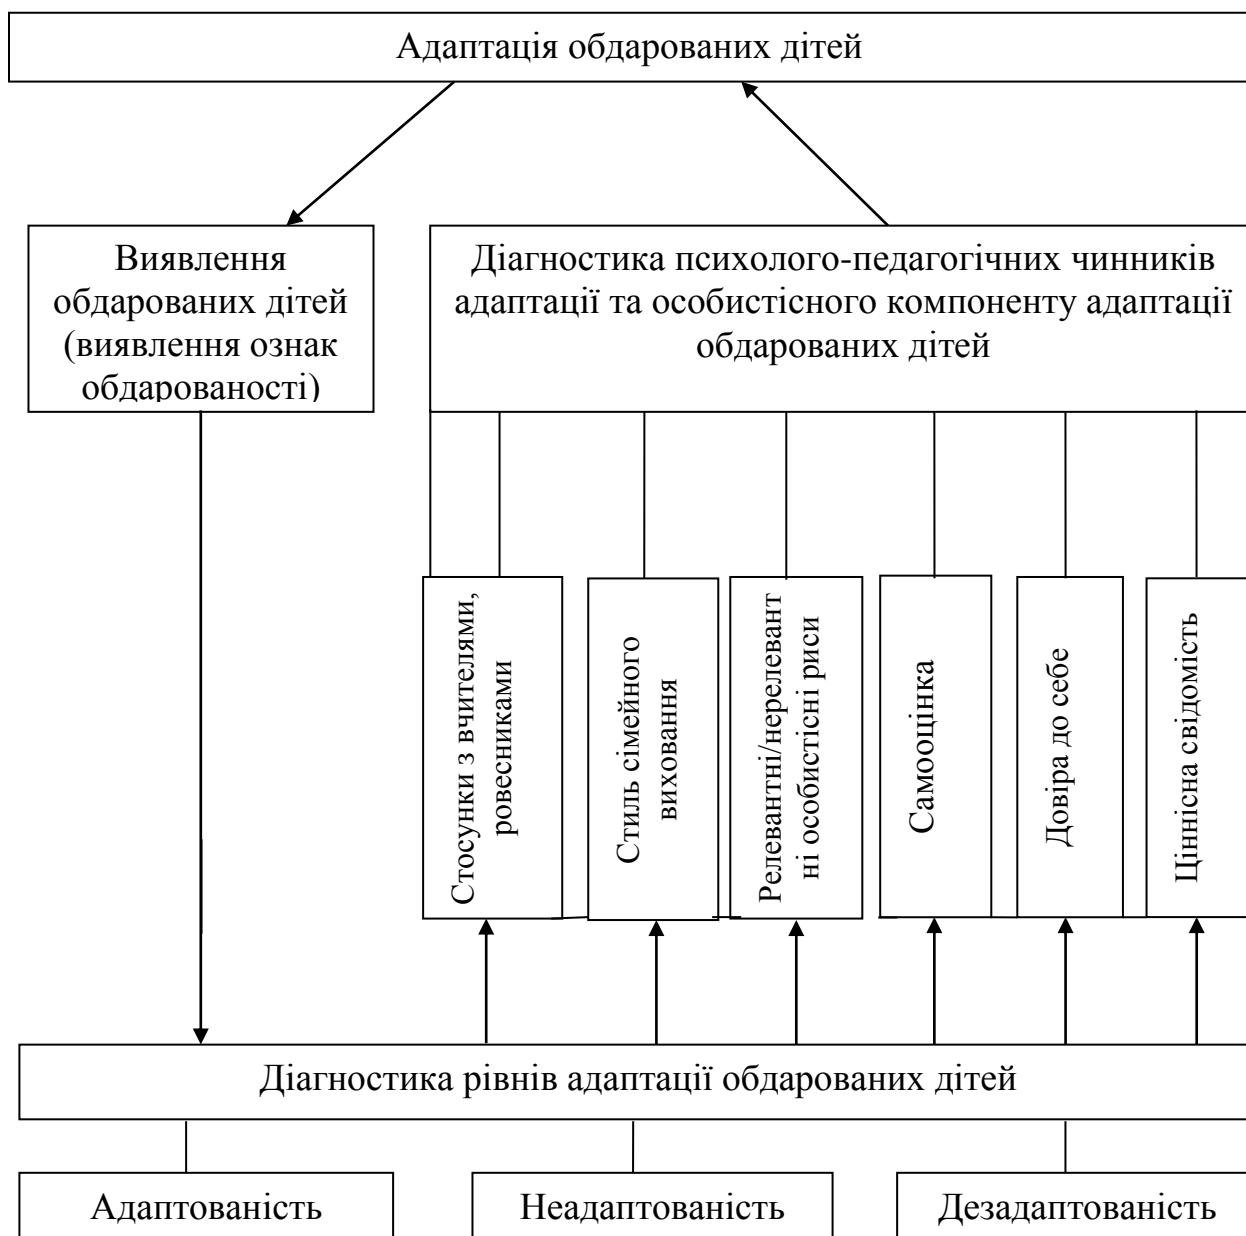 Адаптація обдарованих дітей
Виявлення
обдарованих дітей
(виявлення ознак
обдарованості)
Діагностика психолого-педагогічних чинників
адаптації та особистісного компоненту адаптації
обдарованих дітей
Стосунки з вчителями,
ровесниками
Стиль сімейного
виховання
Релевантні/нерелевант
ні особистісні риси
Самооцінка
Довіра до себе
Ціннісна свідомість
Діагностика рівнів адаптації обдарованих дітей
Адаптованість
Неадаптованість
Дезадаптованість